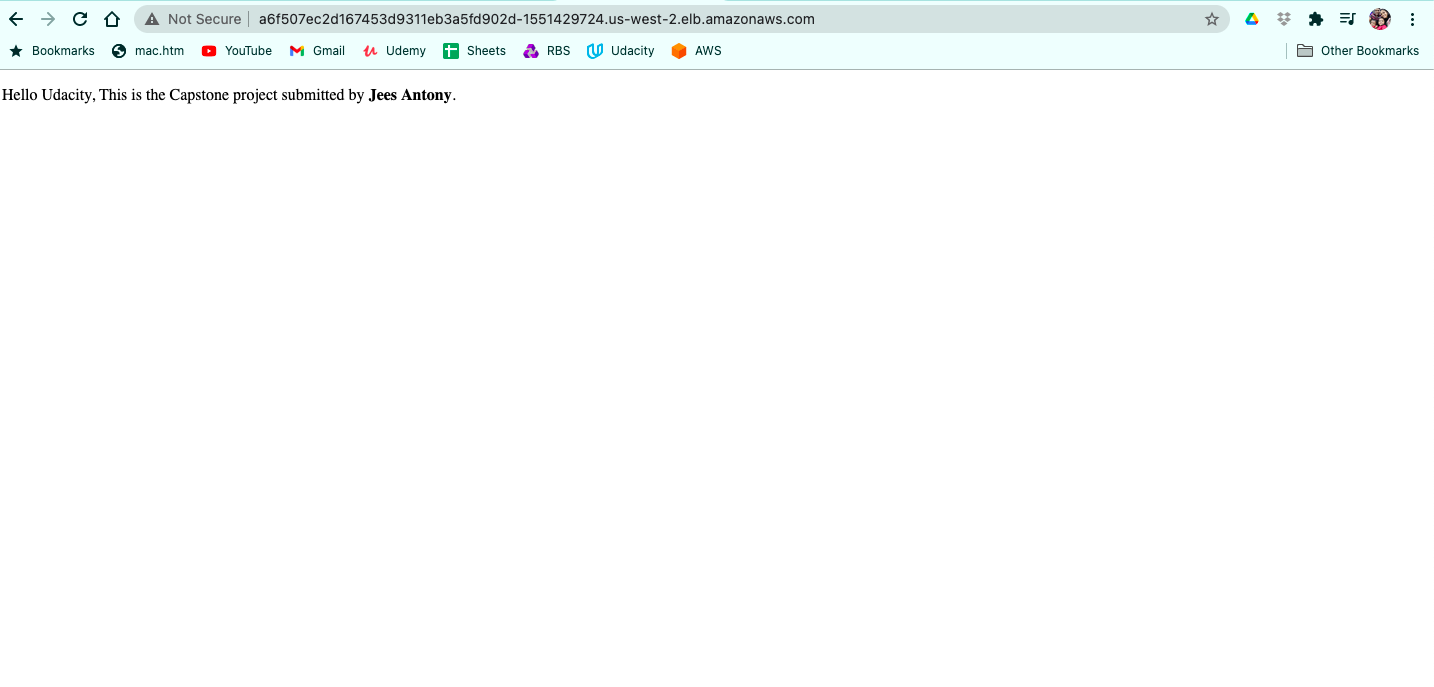 Not Secure a6f507ec2d167453d9311eb3a5fd902d-1551429724.us-west-2.elb.amazonaws.com
Bookmarks mac.htm YouTube Gmail Udemy Sheets RBS Udacity AWS Other Bookmarks
Hello Udacity, This is the Capstone project submitted by Jees Antony.